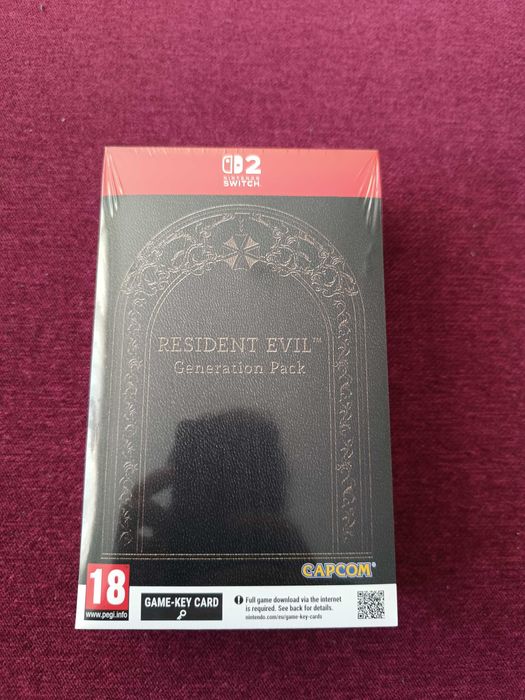 2
NINTENDO
SWITCH
RESIDENT EVIL™
Generation Pack
CAPCOM
18
www.pegi.info
GAME-KEY CARD
! Full game download via the internet
is required. See back for details.
nintendo.com/eu/game-key-cards